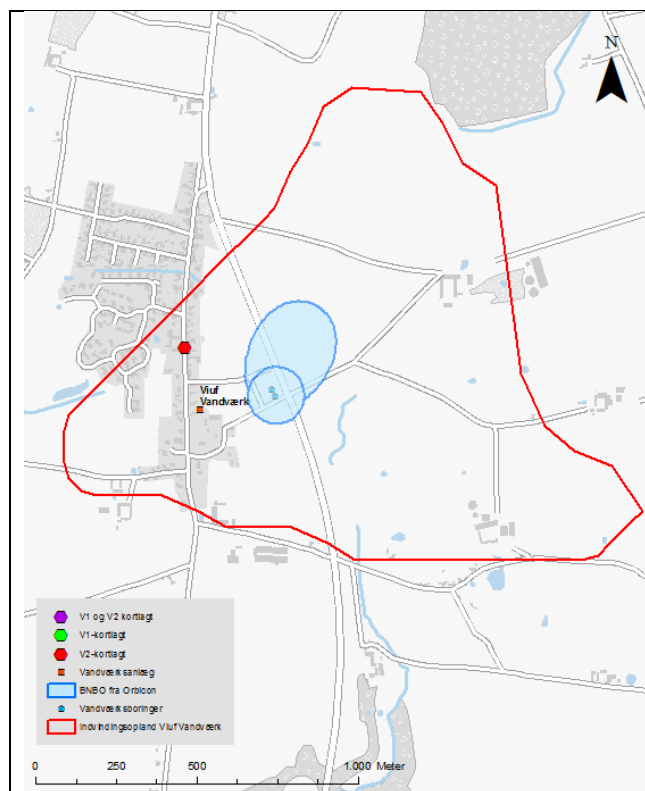 N
Viuf
Vandværk
V1 og V2 kortlagt
V1-kortlagt
V2-kortlagt
Vandværksanlæg
BNBO fra Orbicon
Vandværksboringer
Indvindingsopland Viuf Vandværk
0 250 500 1.000 Meter